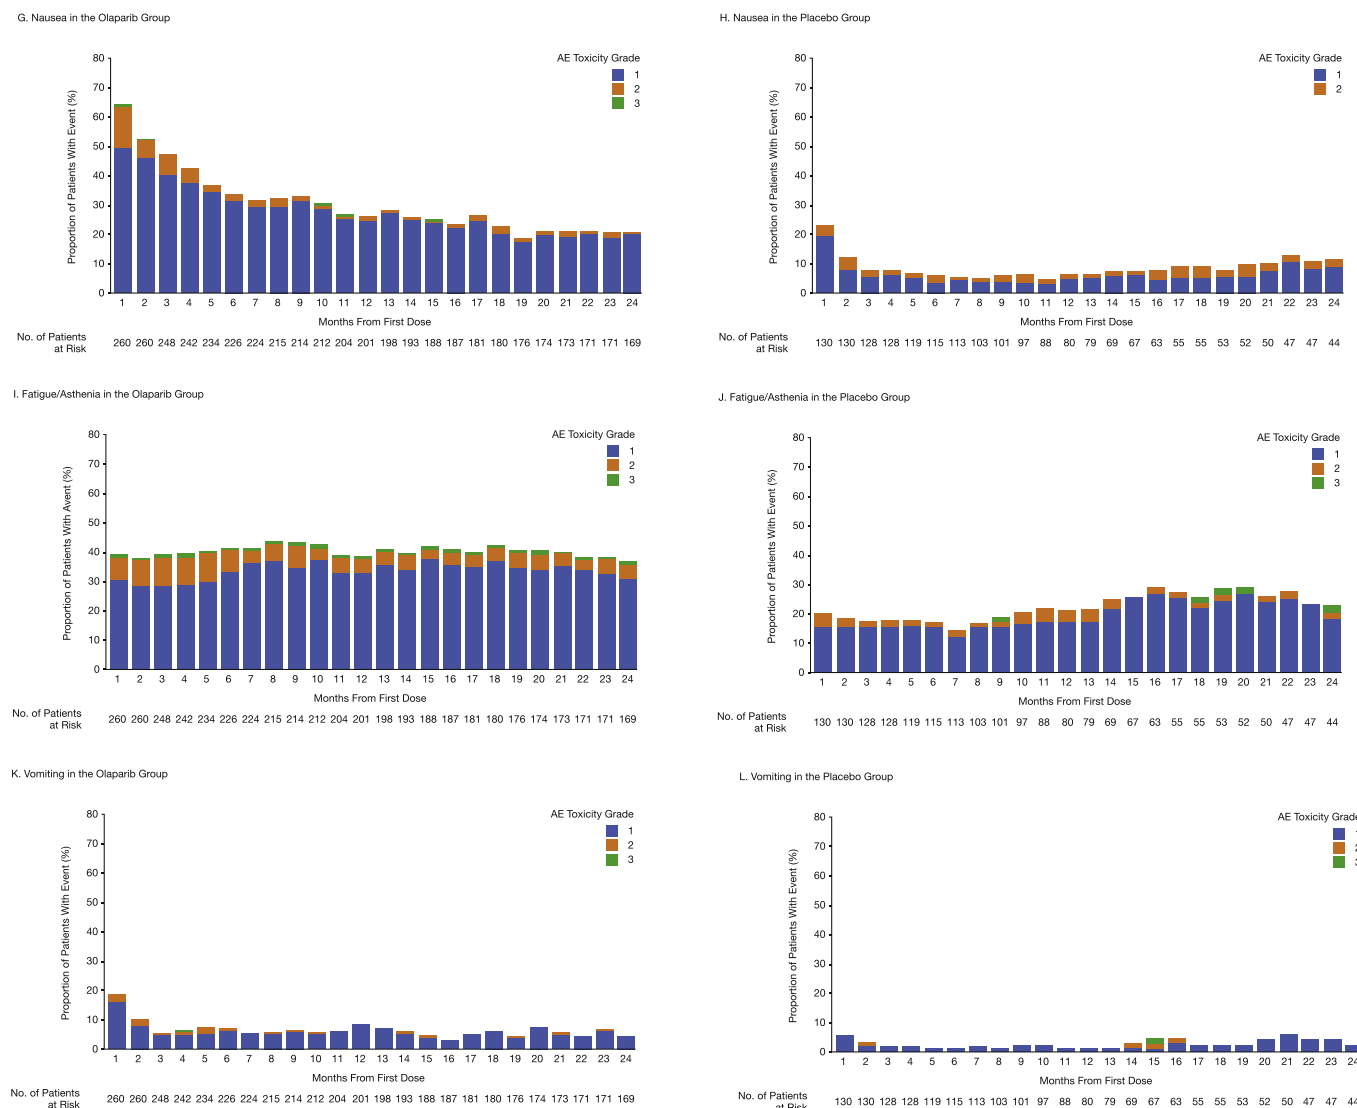 G. Nausea in the Olaparib Group
AE Toxicity Grade
1
2
3
Proportion of Patients With Event (%)
80
70
60
50
40
30
20
10
0
1 2 3 4 5 6 7 8 9 10 11 12 13 14 15 16 17 18 19 20 21 22 23 24
Months From First Dose
No. of Patients
at Risk
260 260 248 242 234 226 224 215 214 212 204 201 198 193 188 187 181 180 176 174 173 171 171 169
H. Nausea in the Placebo Group
AE Toxicity Grade
1
2
Proportion of Patients With Event (%)
80
70
60
50
40
30
20
10
0
1 2 3 4 5 6 7 8 9 10 11 12 13 14 15 16 17 18 19 20 21 22 23 24
Months From First Dose
No. of Patients
at Risk
130 130 128 128 119 115 113 103 101 97 88 80 79 69 67 63 55 55 53 52 50 47 47 44
I. Fatigue/Asthenia in the Olaparib Group
AE Toxicity Grade
1
2
3
Proportion of Patients With Avent (%)
80
70
60
50
40
30
20
10
0
1 2 3 4 5 6 7 8 9 10 11 12 13 14 15 16 17 18 19 20 21 22 23 24
Months From First Dose
No. of Patients
at Risk
260 260 248 242 234 226 224 215 214 212 204 201 198 193 188 187 181 180 176 174 173 171 171 169
J. Fatigue/Asthenia in the Placebo Group
AE Toxicity Grade
1
2
3
Proportion of Patients With Event (%)
80
70
60
50
40
30
20
10
0
1 2 3 4 5 6 7 8 9 10 11 12 13 14 15 16 17 18 19 20 21 22 23 24
Months From First Dose
No. of Patients
at Risk
130 130 128 128 119 115 113 103 101 97 88 80 79 69 67 63 55 55 53 52 50 47 47 44
K. Vomiting in the Olaparib Group
AE Toxicity Grade
1
2
3
Proportion of Patients With Event (%)
80
70
60
50
40
30
20
10
0
1 2 3 4 5 6 7 8 9 10 11 12 13 14 15 16 17 18 19 20 21 22 23 24
Months From First Dose
No. of Patients
at Risk
260 260 248 242 234 226 224 215 214 212 204 201 198 193 188 187 181 180 176 174 173 171 171 169
L. Vomiting in the Placebo Group
AE Toxicity Grade
Proportion of Patients With Event (%)
80
70
60
50
40
30
20
10
0
1 2 3 4 5 6 7 8 9 10 11 12 13 14 15 16 17 18 19 20 21 22 23 24
Months From First Dose
No. of Patients
at Risk
130 130 128 128 119 115 113 103 101 97 88 80 79 69 67 63 55 55 53 52 50 47 47 44